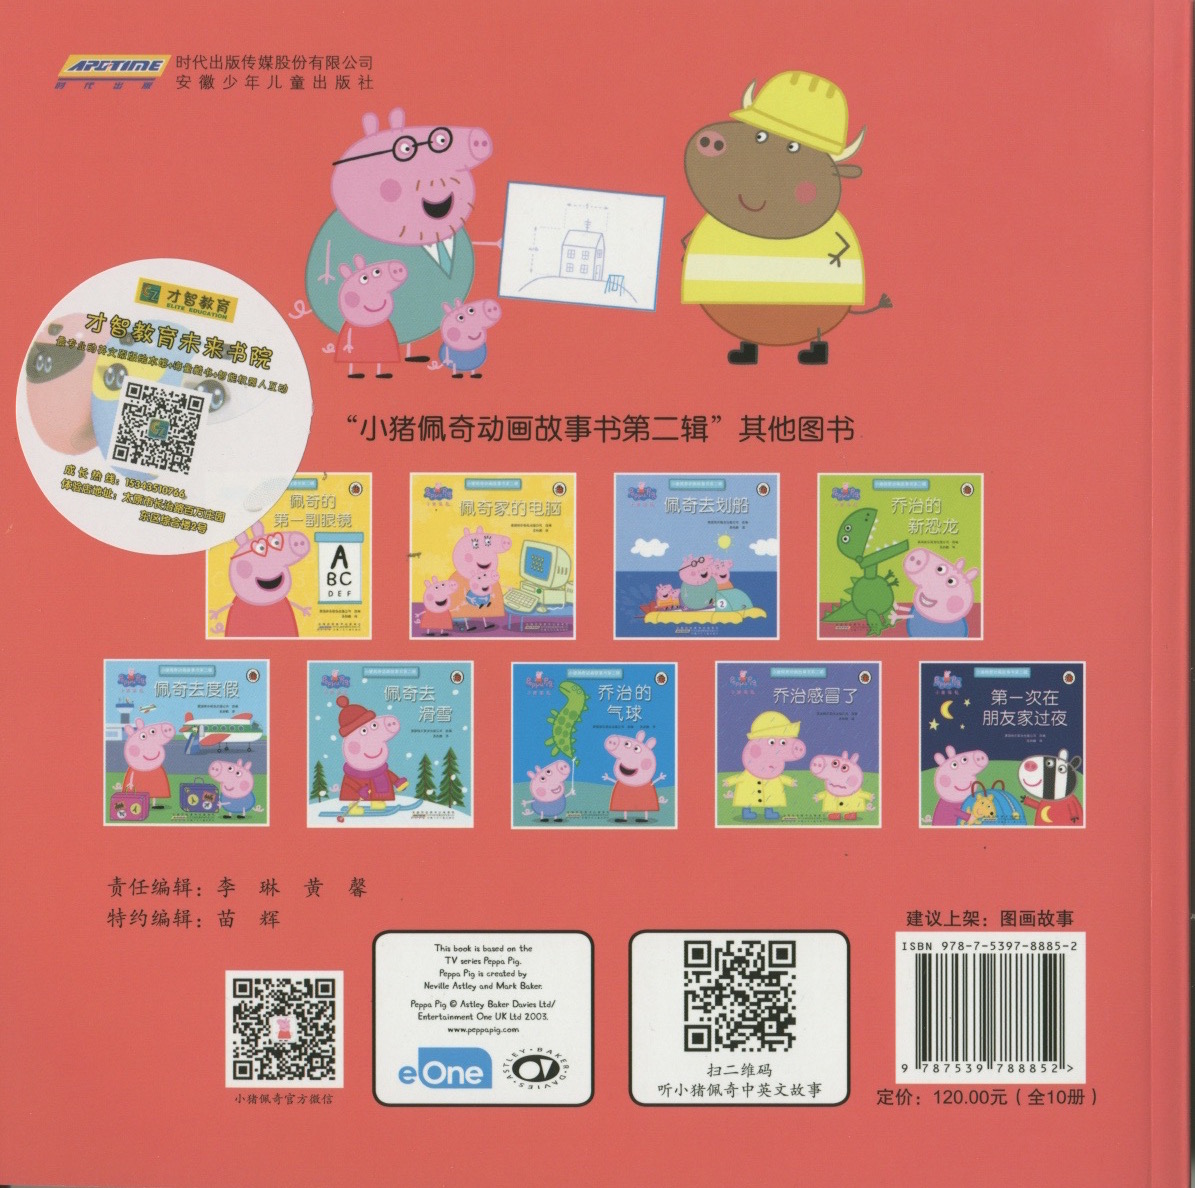 ARCTIME
时代出版
时代出版传媒股份有限公司
安徽少年儿童出版社
才智教育
ELITE EDUCATION
才智教育未来书院
成长热线：15343510764
“小猪佩奇动画故事书第二辑”其他图书
佩奇的
第一副眼镜
A
BC
DEF
佩奇家的电脑
佩奇去划船
2
乔治的
新恐龙
佩奇去度假
佩奇去
滑雪
乔治的
气球
乔治感冒了
第一次在
朋友家过夜
责任编辑：李 琳 黄 馨
特约编辑：苗 辉
小猪佩奇官方微信
This book is based on the
TV series Peppa Pig.
Peppa Pig is created by
Neville Astley and Mark Baker.
Peppa Pig © Astley Baker Davies Ltd/
Entertainment One UK Ltd 2003.
www.peppapig.com
eOne
ASTLEY·BAKER·DAVIES·
扫二维码
听小猪佩奇中英文故事
建议上架：图画故事
ISBN 978-7-5397-8885-2
9 787539 788852 >
定价：120.00元（全10册）